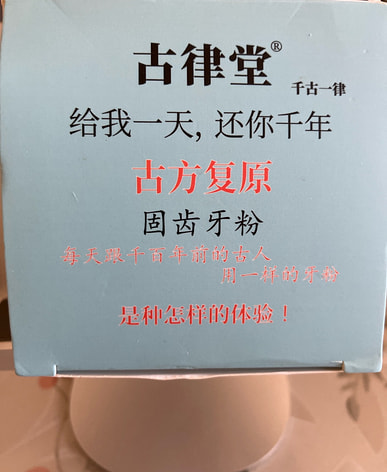 古律堂®
千古一律
给我一天, 还你千年
古方复原
固齿牙粉
每天跟千百年前的古人
用一样的牙粉
是种怎样的体验！